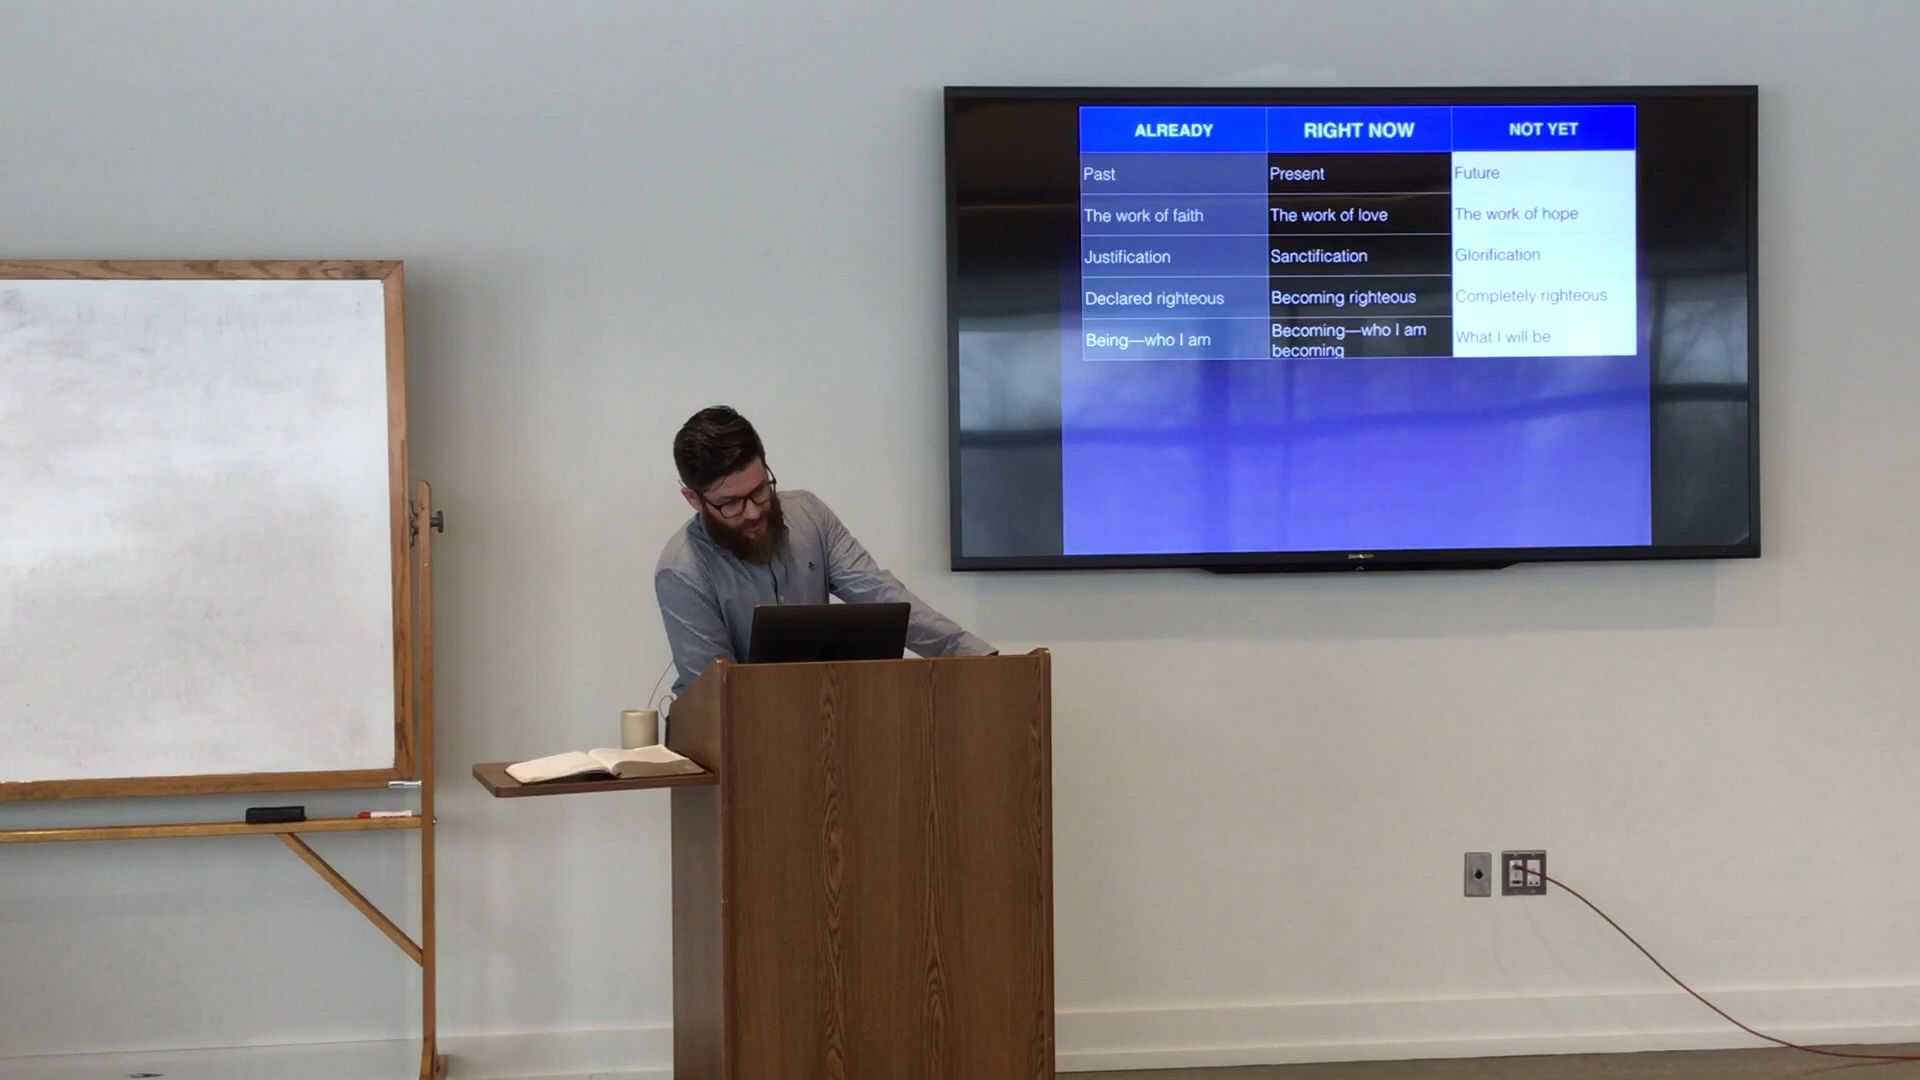 ALREADY RIGHT NOW NOT YET
Past Present Future
The work of faith The work of love The work of hope
Justification Sanctification Glorification
Declared righteous Becoming righteous Completely righteous
Being—who I am Becoming—who I am becoming What I will be